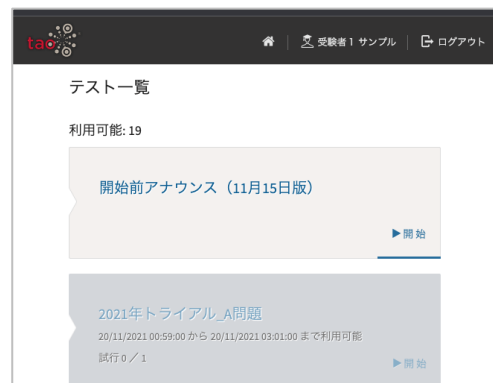 tao
受験者1 サンプル
ログアウト
テスト一覧
利用可能: 19
開始前アナウンス（11月15日版）
▶開始
2021年トライアル_A問題
20/11/2021 00:59:00 から 20/11/2021 03:01:00 まで利用可能
試行 0 ／ 1
▶開始